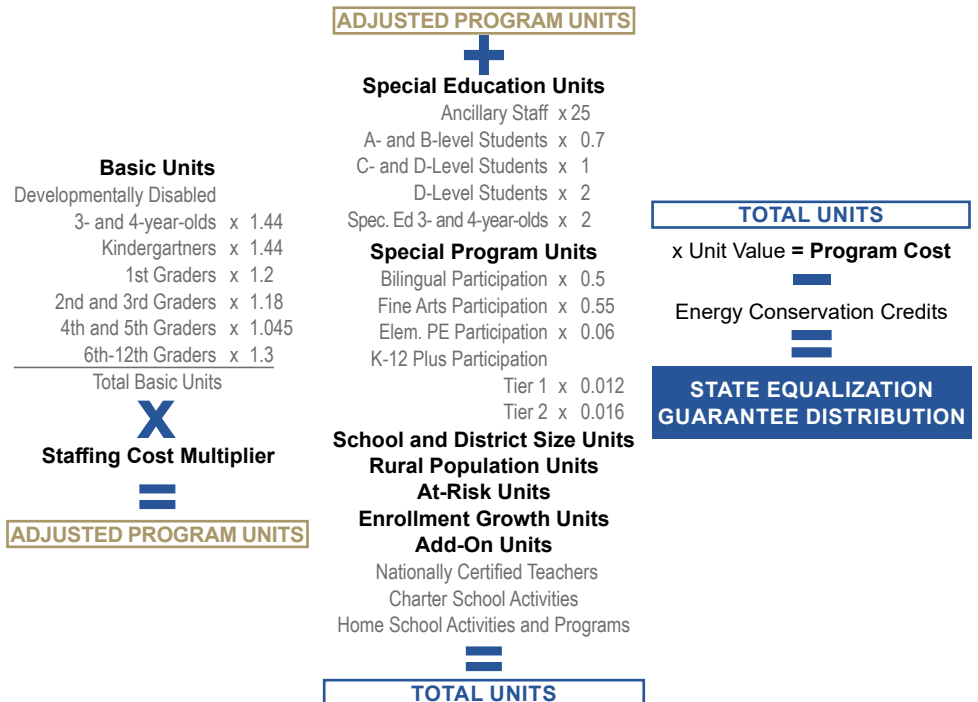 Basic Units
Developmentally Disabled
3- and 4-year-olds x 1.44
Kindergartners x 1.44
1st Graders x 1.2
2nd and 3rd Graders x 1.18
4th and 5th Graders x 1.045
6th-12th Graders x 1.3
Total Basic Units
X
Staffing Cost Multiplier
=
ADJUSTED PROGRAM UNITS
ADJUSTED PROGRAM UNITS
+
Special Education Units
Ancillary Staff x 25
A- and B-level Students x 0.7
C- and D-Level Students x 1
D-Level Students x 2
Spec. Ed 3- and 4-year-olds x 2
Special Program Units
Bilingual Participation x 0.5
Fine Arts Participation x 0.55
Elem. PE Participation x 0.06
K-12 Plus Participation
Tier 1 x 0.012
Tier 2 x 0.016
School and District Size Units
Rural Population Units
At-Risk Units
Enrollment Growth Units
Add-On Units
Nationally Certified Teachers
Charter School Activities
Home School Activities and Programs
=
TOTAL UNITS
TOTAL UNITS
x Unit Value = Program Cost
−
Energy Conservation Credits
=
STATE EQUALIZATION
GUARANTEE DISTRIBUTION